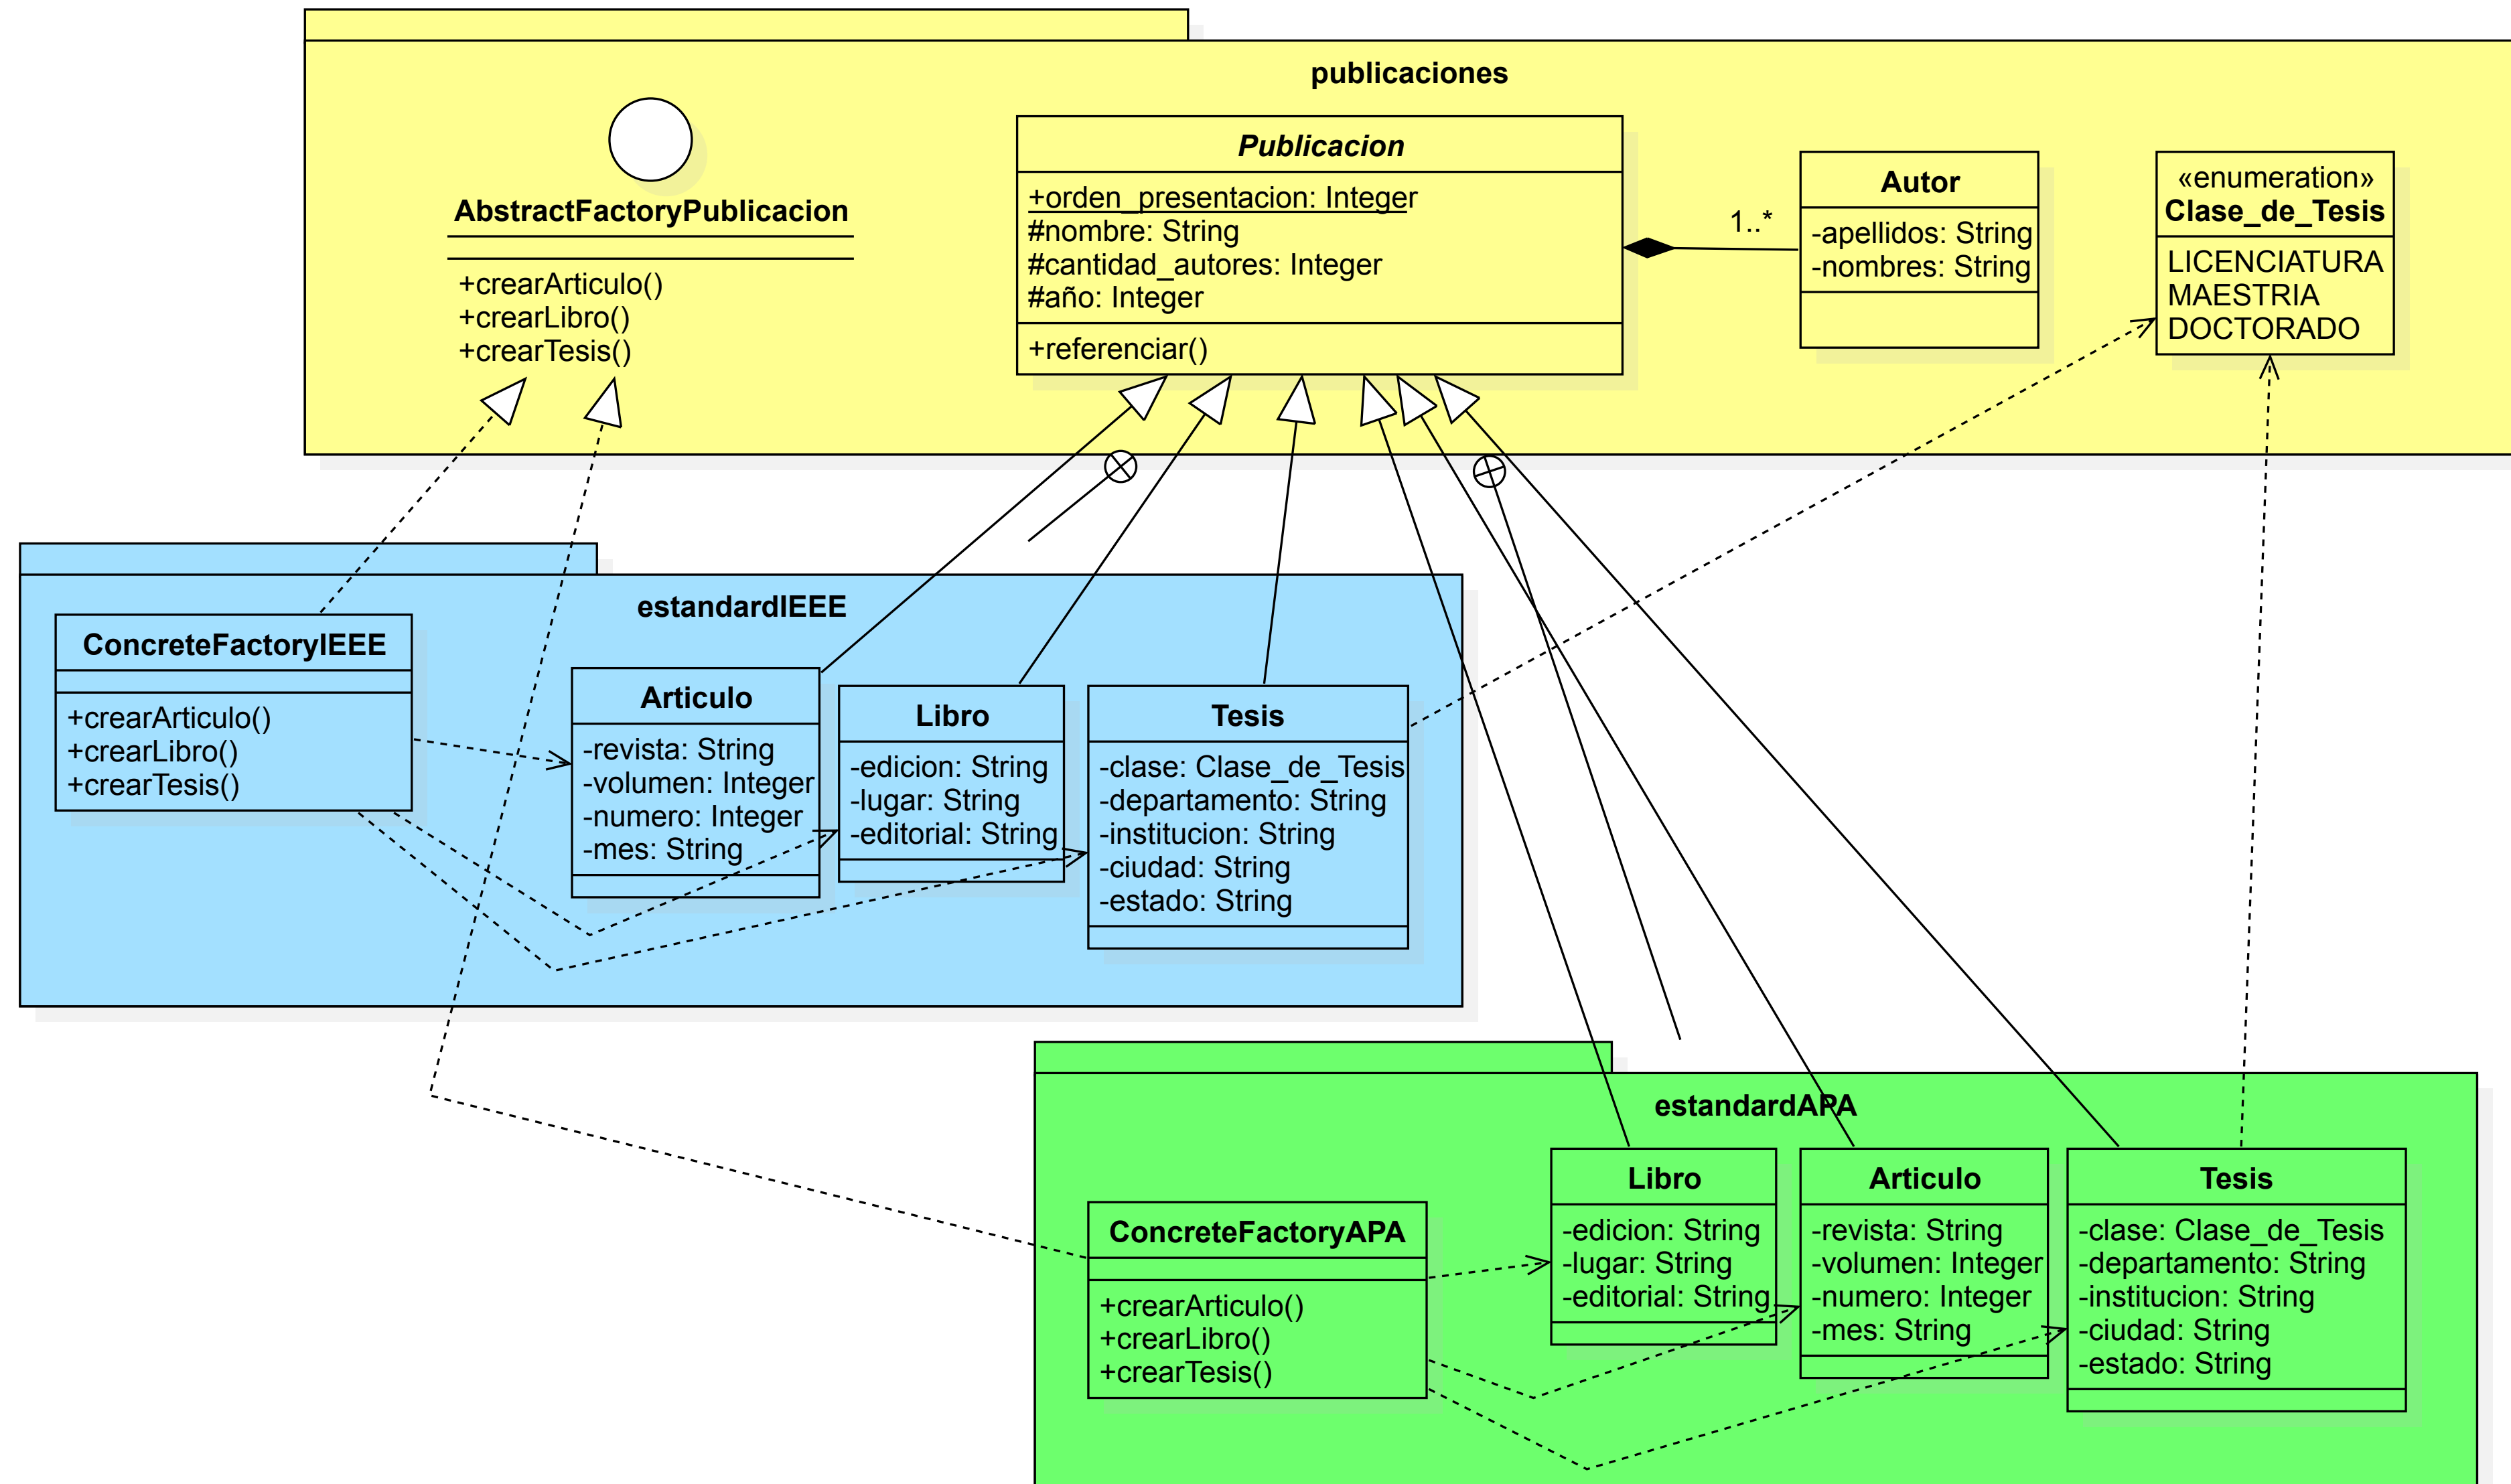 publicaciones
AbstractFactoryPublicacion
+crearArticulo()
+crearLibro()
+crearTesis()
Publicacion
+orden_presentacion: Integer
#nombre: String
#cantidad_autores: Integer
#año: Integer
+referenciar()
1..*
Autor
-apellidos: String
-nombres: String
«enumeration»
Clase_de_Tesis
LICENCIATURA
MAESTRIA
DOCTORADO
estandardIEEE
ConcreteFactoryIEEE
+crearArticulo()
+crearLibro()
+crearTesis()
Articulo
-revista: String
-volumen: Integer
-numero: Integer
-mes: String
Libro
-edicion: String
-lugar: String
-editorial: String
Tesis
-clase: Clase_de_Tesis
-departamento: String
-institucion: String
-ciudad: String
-estado: String
estandardAPA
ConcreteFactoryAPA
+crearArticulo()
+crearLibro()
+crearTesis()
Libro
-edicion: String
-lugar: String
-editorial: String
Articulo
-revista: String
-volumen: Integer
-numero: Integer
-mes: String
Tesis
-clase: Clase_de_Tesis
-departamento: String
-institucion: String
-ciudad: String
-estado: String